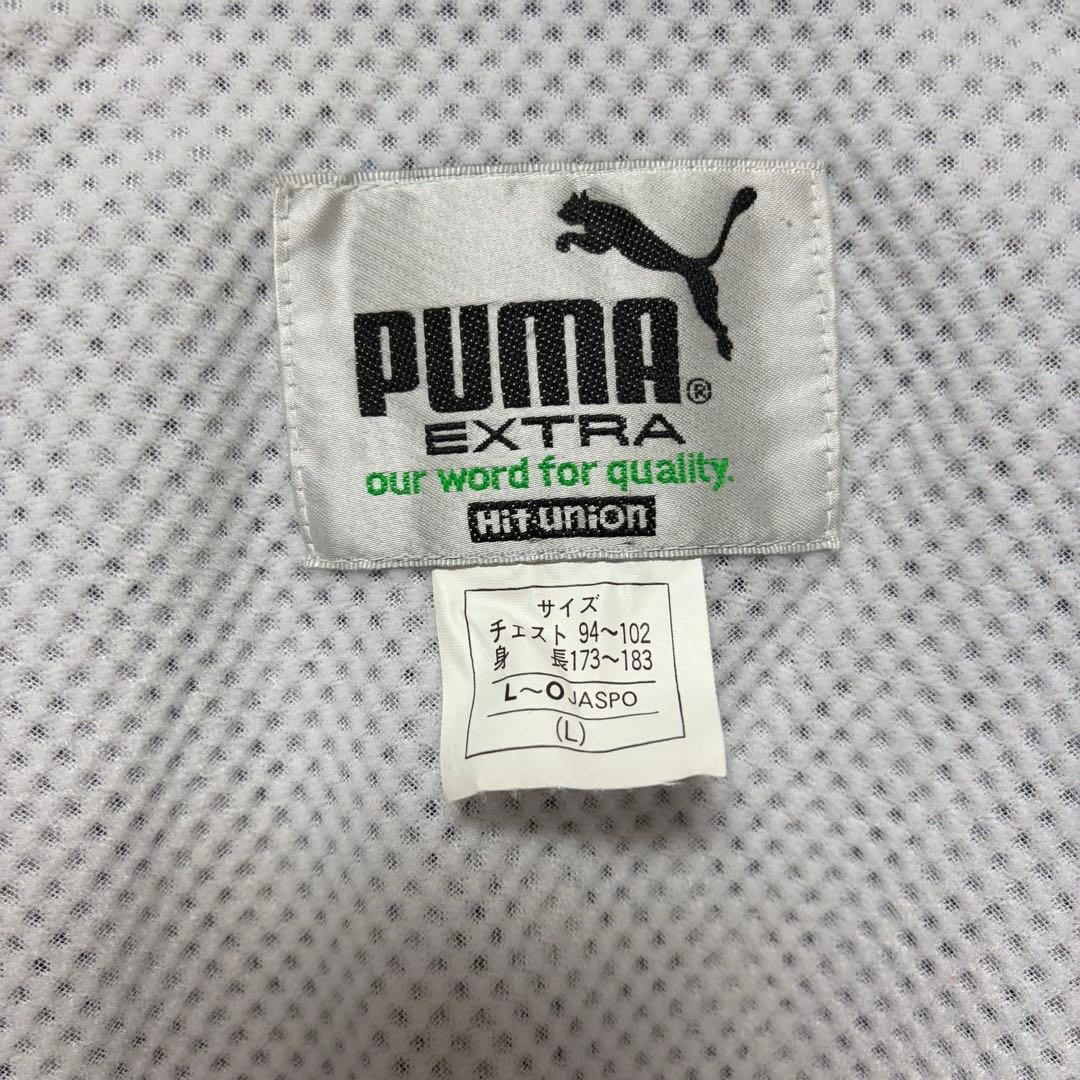 PUMA®
EXTRA
our word for quality.
Hit union
サイズ
チェスト 94～102
身 長173～183
L～O JASPO
(L)